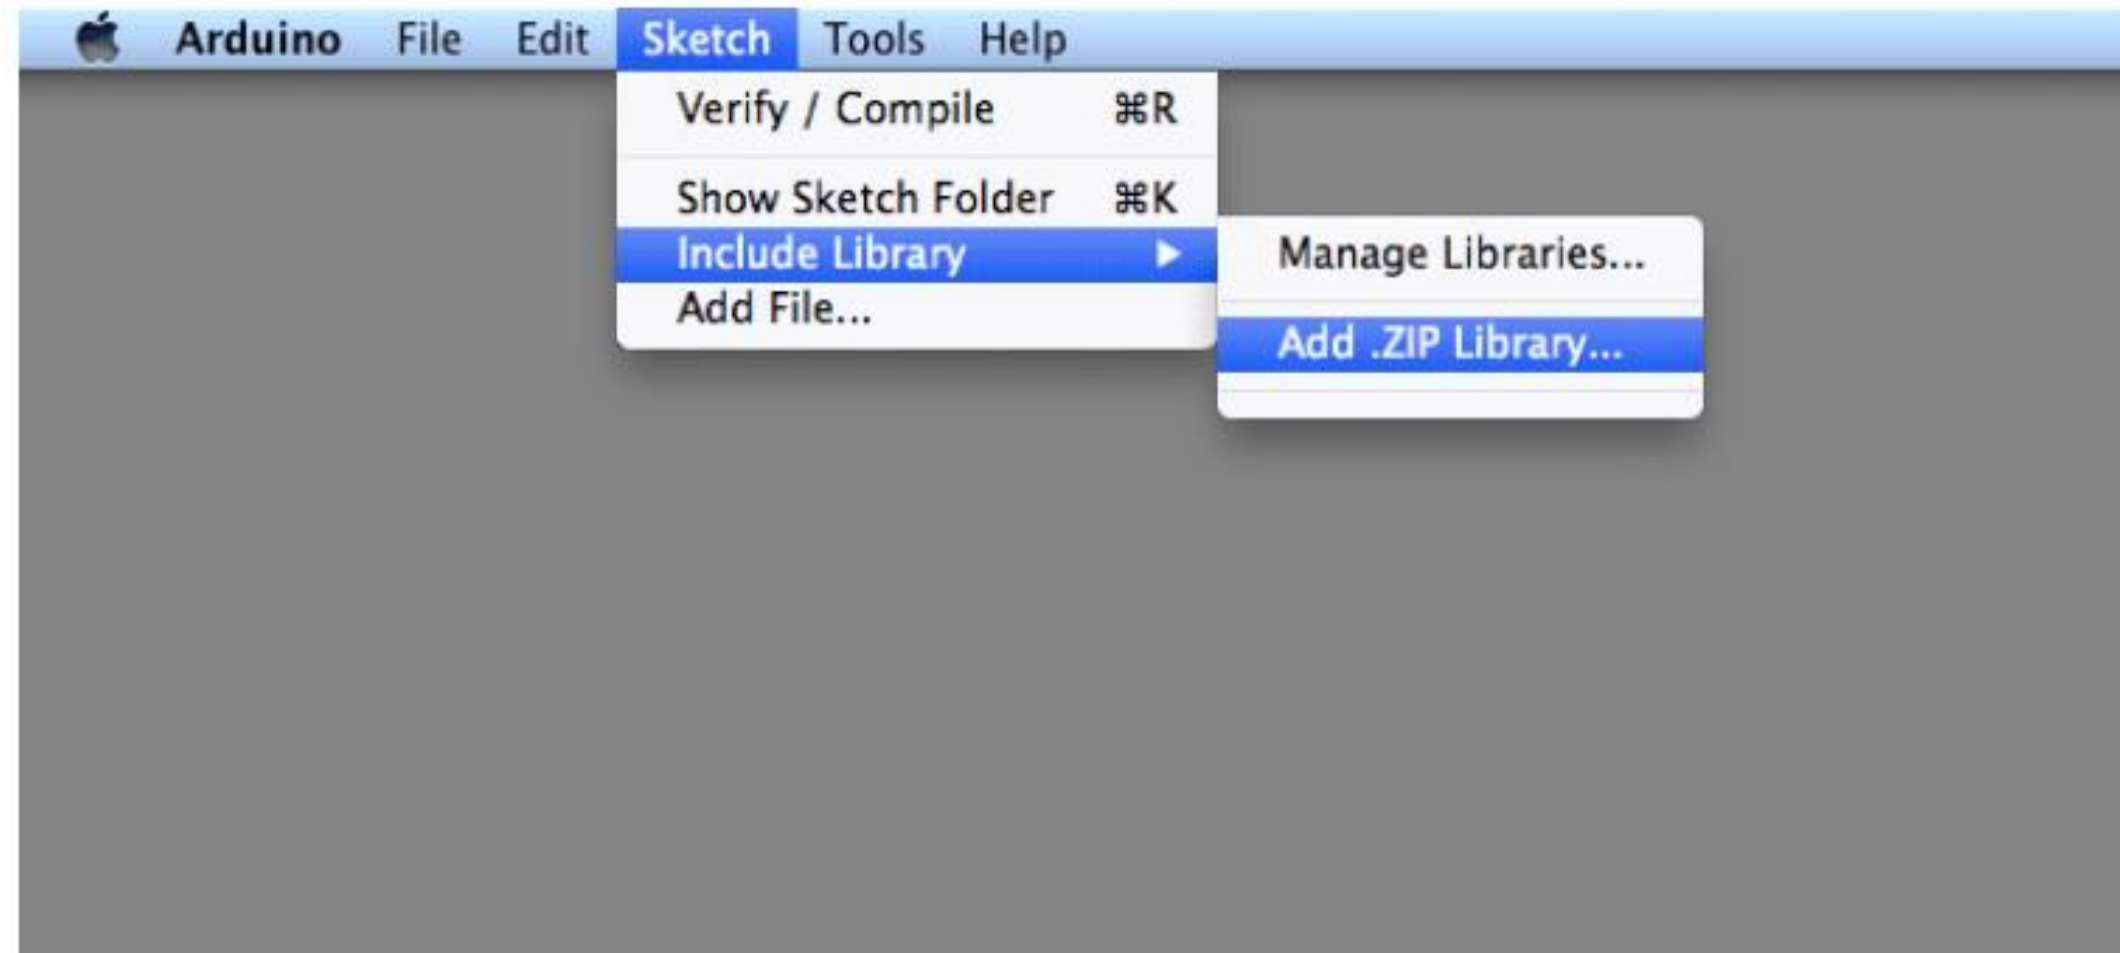 Arduino File Edit Sketch Tools Help
Verify / Compile ⌘R
Show Sketch Folder ⌘K
Include Library ▶
Add File...
Manage Libraries...
Add .ZIP Library...